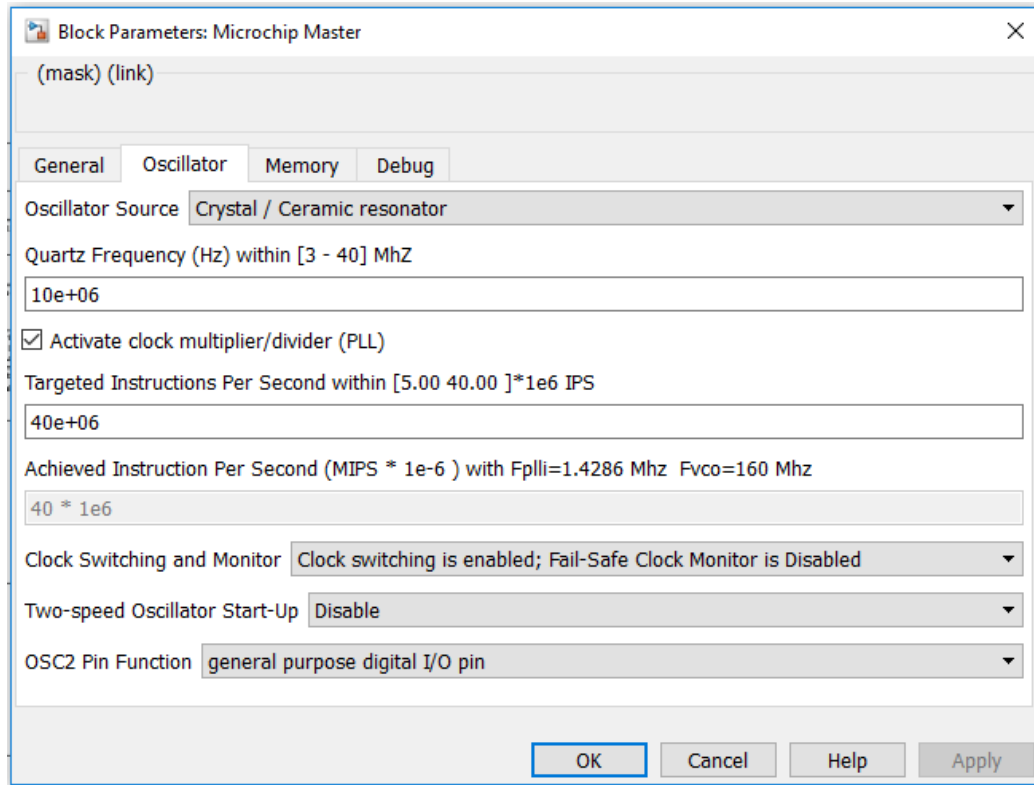 Block Parameters: Microchip Master
(mask) (link)
General Oscillator Memory Debug
Oscillator Source Crystal / Ceramic resonator
Quartz Frequency (Hz) within [3 - 40] MhZ
10e+06
Activate clock multiplier/divider (PLL)
Targeted Instructions Per Second within [5.00 40.00 ]*1e6 IPS
40e+06
Achieved Instruction Per Second (MIPS * 1e-6 ) with Fplli=1.4286 Mhz Fvco=160 Mhz
40 * 1e6
Clock Switching and Monitor Clock switching is enabled; Fail-Safe Clock Monitor is Disabled
Two-speed Oscillator Start-Up Disable
OSC2 Pin Function general purpose digital I/O pin
OK Cancel Help Apply